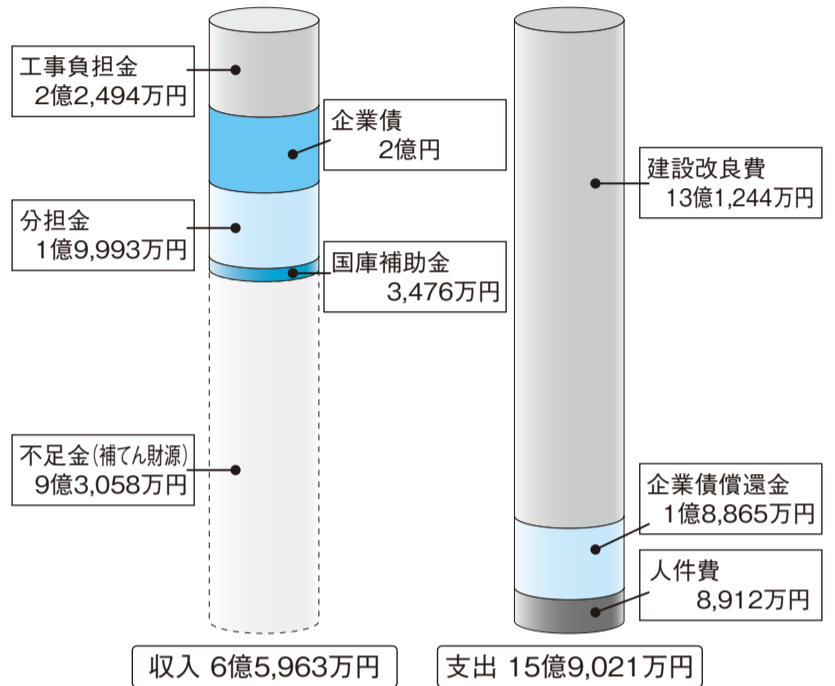 工事負担金
2億2,494万円
企業債
2億円
分担金
1億9,993万円
国庫補助金
3,476万円
不足金(補てん財源)
9億3,058万円
収入 6億5,963万円
建設改良費
13億1,244万円
企業債償還金
1億8,865万円
人件費
8,912万円
支出 15億9,021万円